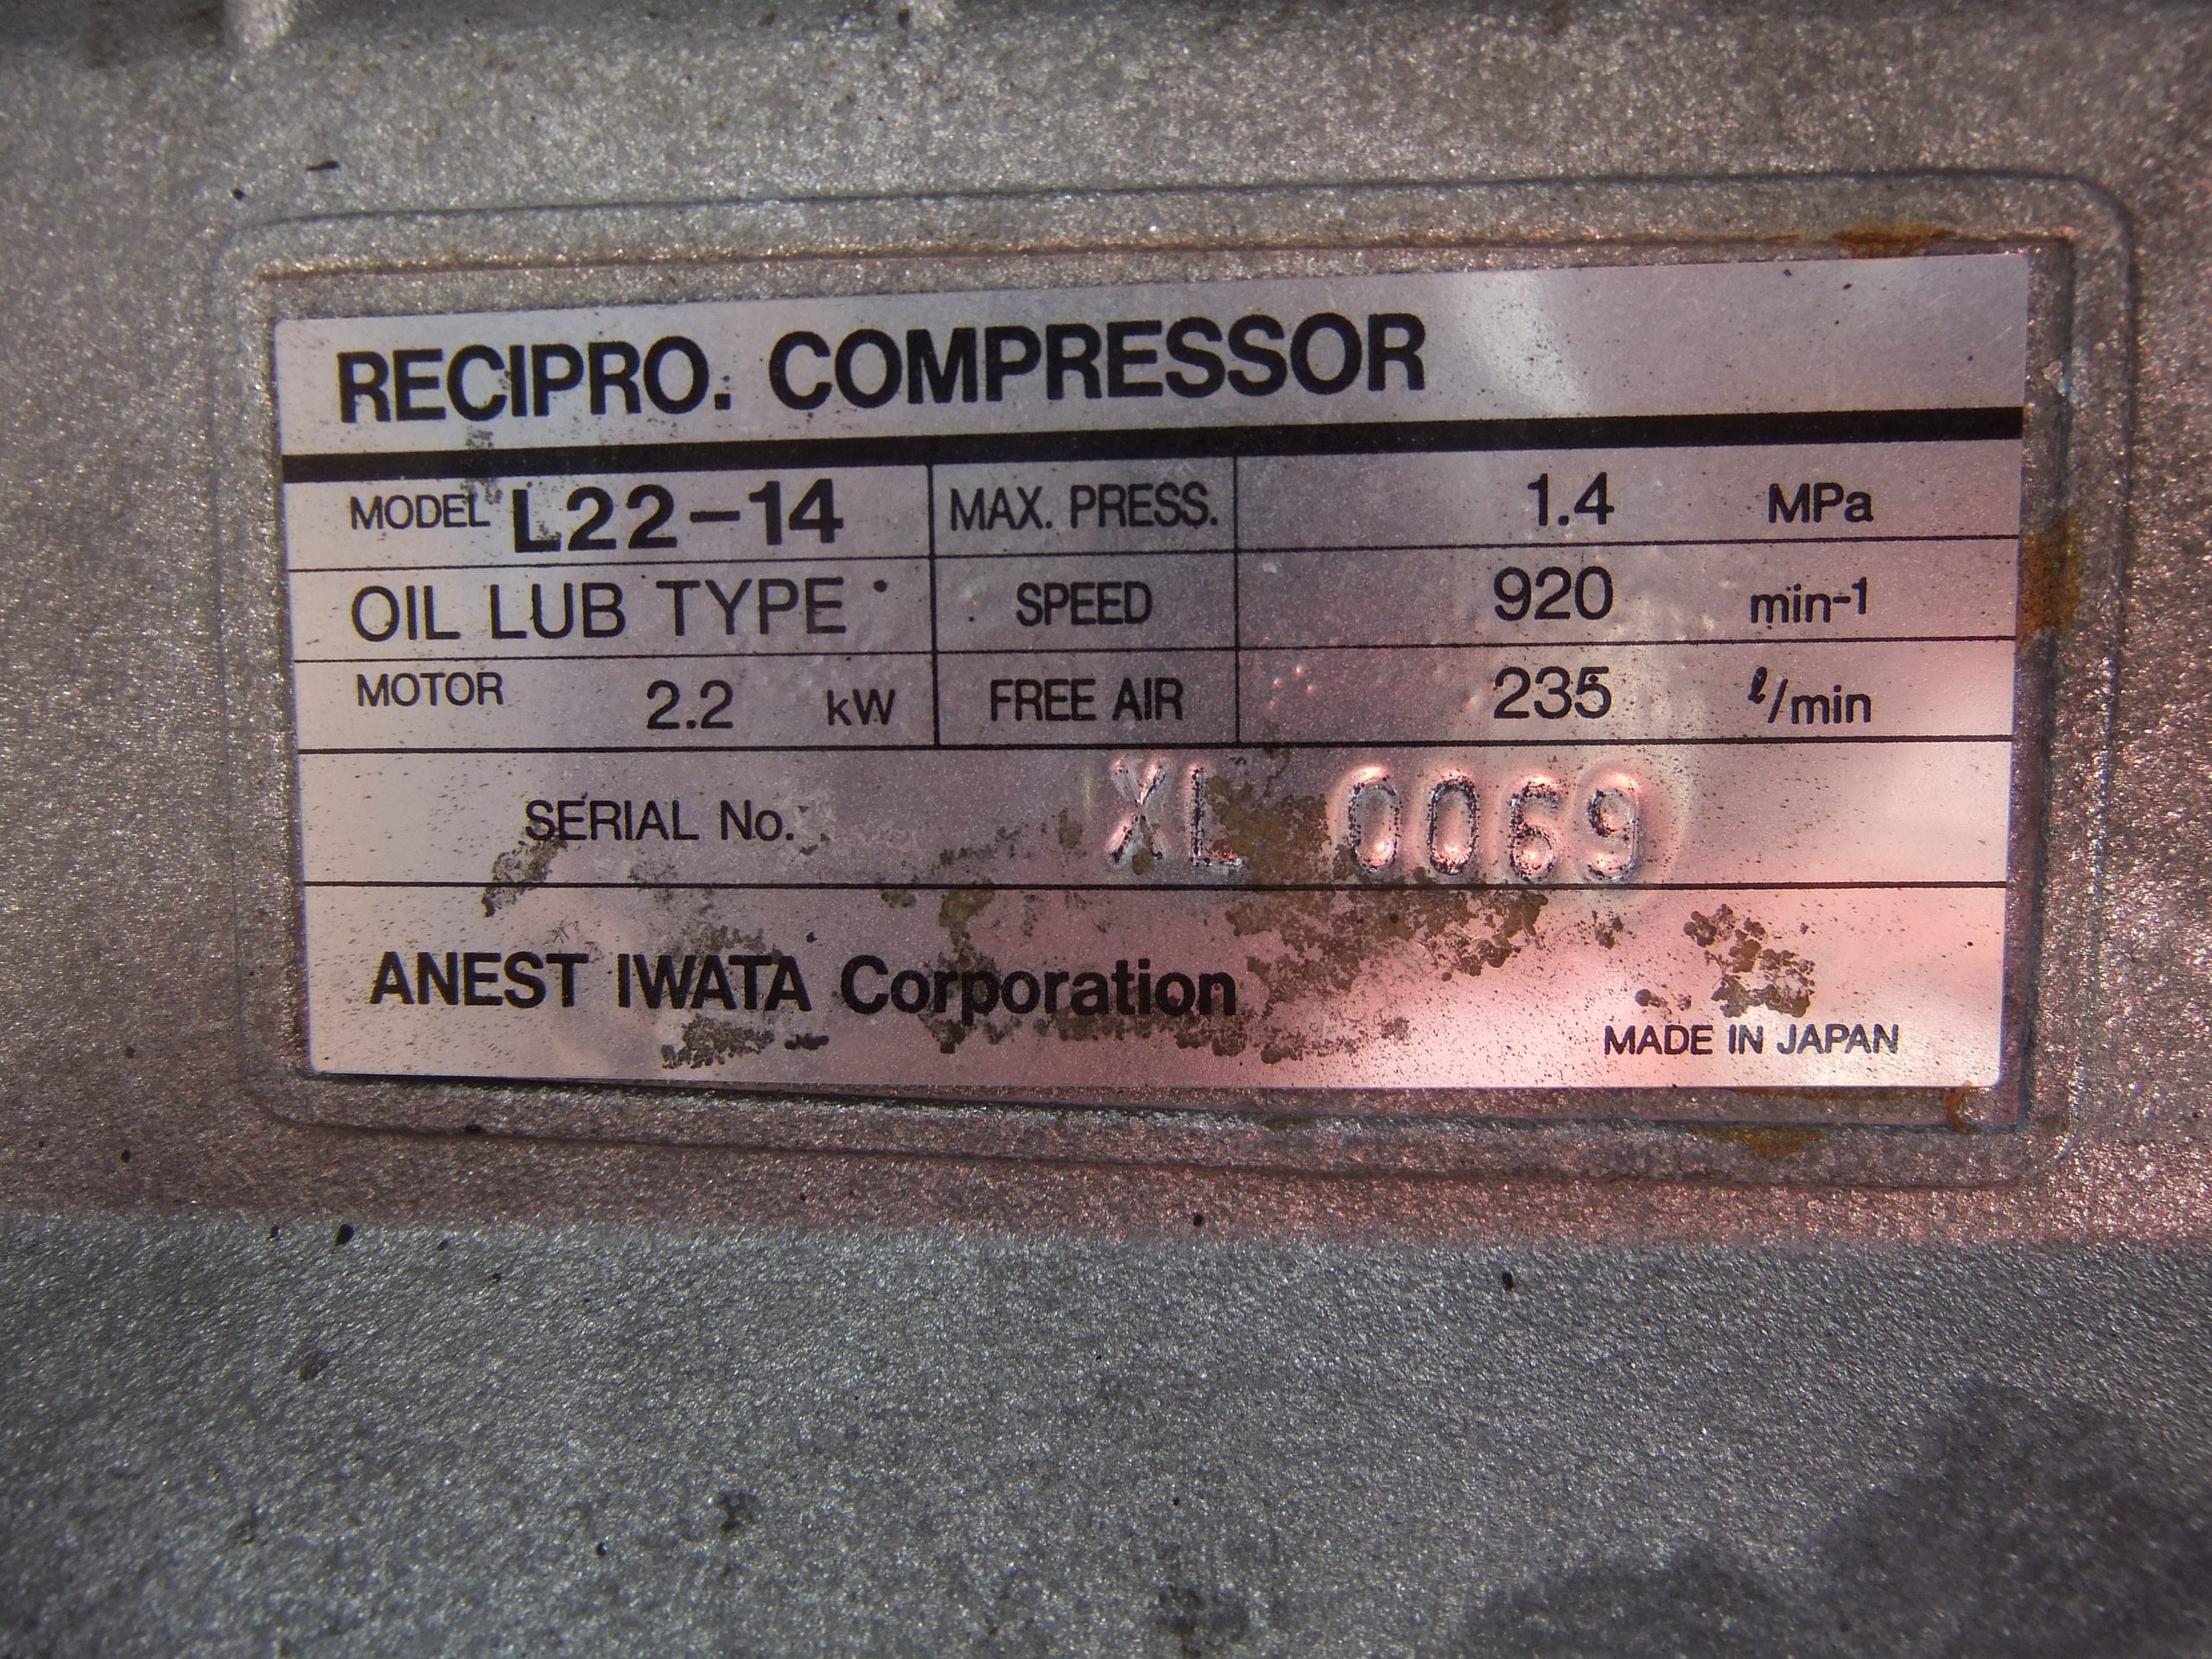 RECIPRO. COMPRESSOR
MODEL L22-14 MAX. PRESS. 1.4 MPa
OIL LUB TYPE SPEED 920 min-1
MOTOR 2.2 kW FREE AIR 235 ℓ/min
SERIAL No. XL 0069
ANEST IWATA Corporation
MADE IN JAPAN